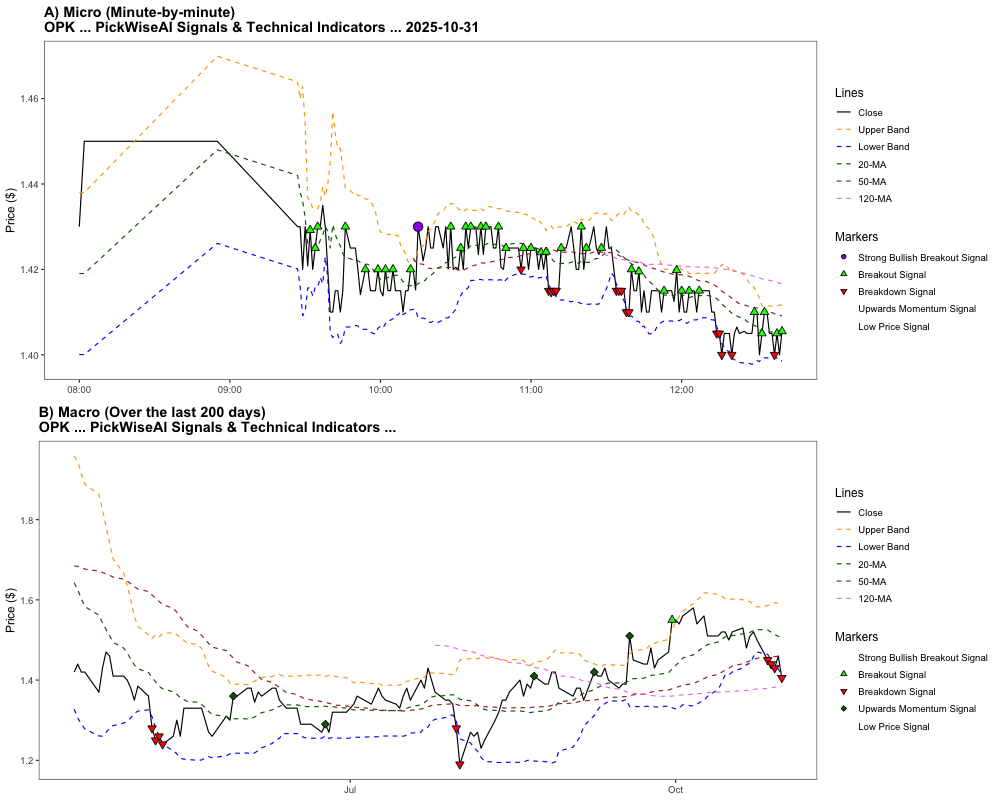 A) Micro (Minute-by-minute)
OPK ... PickWiseAI Signals & Technical Indicators ... 2025-10-31
Price ($)
1.46
1.44
1.42
1.40
08:00
09:00
10:00
11:00
12:00
Lines
Close
Upper Band
Lower Band
20-MA
50-MA
120-MA
Markers
Strong Bullish Breakout Signal
Breakout Signal
Breakdown Signal
Upwards Momentum Signal
Low Price Signal
B) Macro (Over the last 200 days)
OPK ... PickWiseAI Signals & Technical Indicators ...
Price ($)
1.8
1.6
1.4
1.2
Jul
Oct
Lines
Close
Upper Band
Lower Band
20-MA
50-MA
120-MA
Markers
Strong Bullish Breakout Signal
Breakout Signal
Breakdown Signal
Upwards Momentum Signal
Low Price Signal